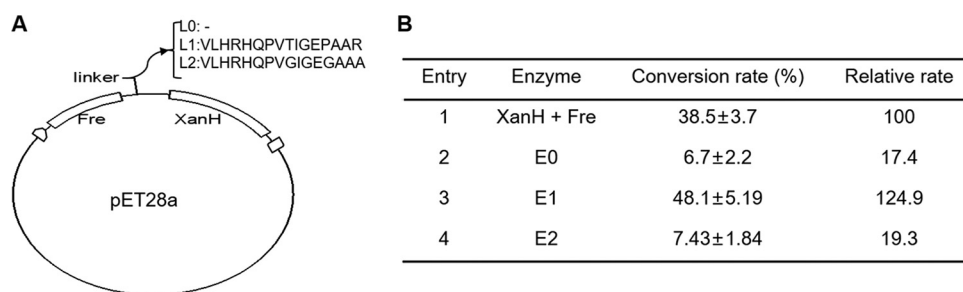 A
L0: -
L1:VLHRHQPVTIGEPAAR
L2:VLHRHQPVGIGEGAAA
linker
Fre
XanH
pET28a
B
Entry Enzyme Conversion rate (%) Relative rate
1 XanH + Fre 38.5±3.7 100
2 E0 6.7±2.2 17.4
3 E1 48.1±5.19 124.9
4 E2 7.43±1.84 19.3